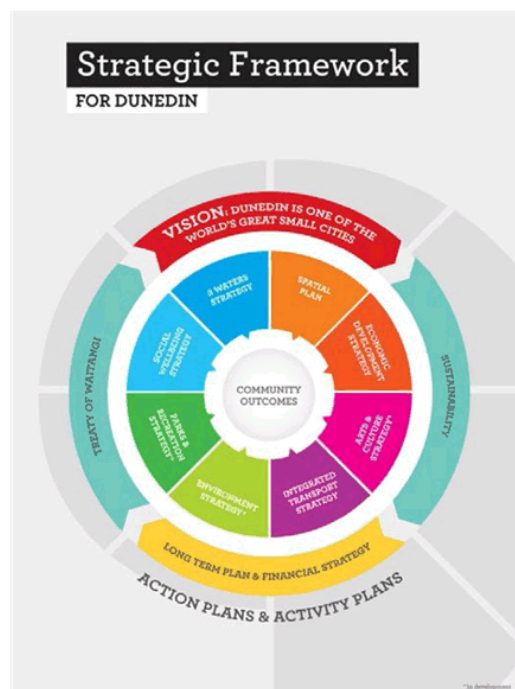 Strategic Framework
FOR DUNEDIN
VISION: DUNEDIN IS ONE OF THE
WORLD'S GREAT SMALL CITIES
3 WATERS
STRATEGY
SPATIAL
PLAN
SOCIAL
WELLBEING
STRATEGY
ECONOMIC
DEVELOPMENT
STRATEGY
TREATY OF WAITANGI
COMMUNITY
OUTCOMES
SUSTAINABILITY
PARKS &
RECREATION
STRATEGY*
ARTS &
CULTURE
STRATEGY*
ENVIRONMENT
STRATEGY*
INTEGRATED
TRANSPORT
STRATEGY
LONG TERM PLAN & FINANCIAL STRATEGY
ACTION PLANS & ACTIVITY PLANS
*In development